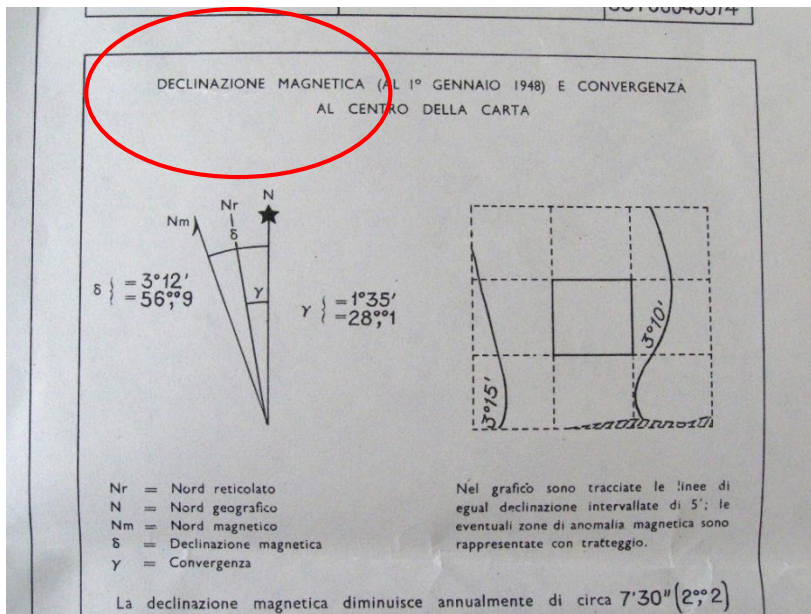 DECLINAZIONE MAGNETICA (AL 1º GENNAIO 1948) E CONVERGENZA
AL CENTRO DELLA CARTA
N
Nr
Nm
δ
δ { = 3°12'
= 56°°,9
γ
γ { = 1°35'
= 28°°,1
3°10'
3°15'
Nr = Nord reticolato
N = Nord geografico
Nm = Nord magnetico
δ = Declinazione magnetica
γ = Convergenza
Nel grafico sono tracciate le linee di
egual declinazione intervallate di 5'; le
eventuali zone di anomalia magnetica sono
rappresentate con tratteggio.
La declinazione magnetica diminuisce annualmente di circa 7'30" (2°°,2)